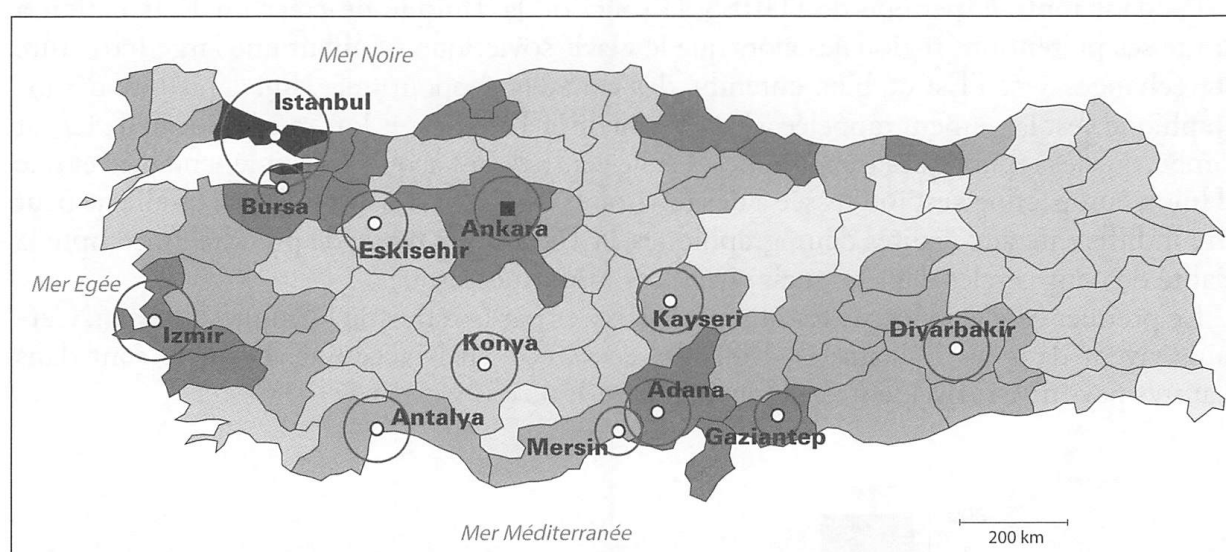 Mer Noire
Istanbul
Bursa
Eskisehir
Ankara
Mer Egée
Izmir
Konya
Kayseri
Diyarbakir
Antalya
Mersin
Adana
Gaziantep
Mer Méditerranée
200 km